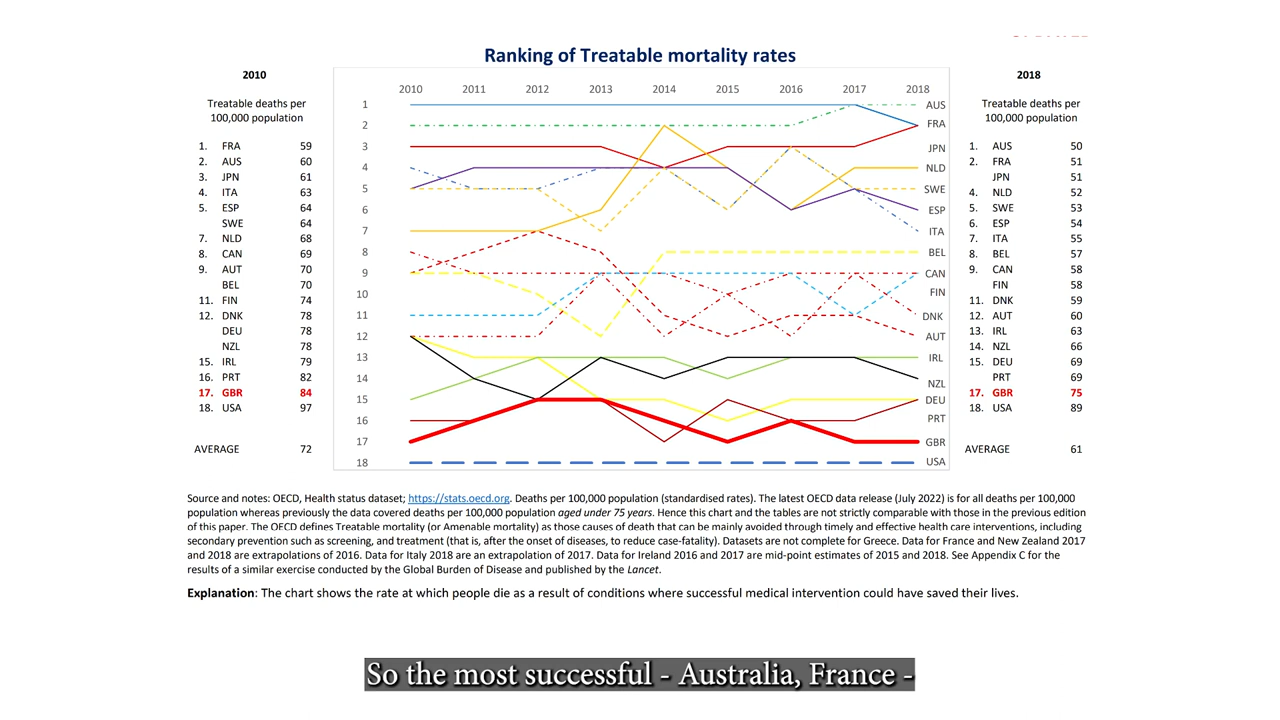 Ranking of Treatable mortality rates
2010
Treatable deaths per
100,000 population
1. FRA 59
2. AUS 60
3. JPN 61
4. ITA 63
5. ESP 64
SWE 64
7. NLD 68
8. CAN 69
9. AUT 70
BEL 70
11. FIN 74
12. DNK 78
DEU 78
NZL 78
15. IRL 79
16. PRT 82
17. GBR 84
18. USA 97
AVERAGE 72
2010 2011 2012 2013 2014 2015 2016 2017 2018
1
2
3
4
5
6
7
8
9
10
11
12
13
14
15
16
17
18
AUS
FRA
JPN
NLD
SWE
ESP
ITA
BEL
CAN
FIN
DNK
AUT
IRL
NZL
DEU
PRT
GBR
USA
2018
Treatable deaths per
100,000 population
1. AUS 50
2. FRA 51
JPN 51
4. NLD 52
5. SWE 53
6. ESP 54
7. ITA 55
8. BEL 57
9. CAN 58
FIN 58
11. DNK 59
12. AUT 60
13. IRL 63
14. NZL 66
15. DEU 69
PRT 69
17. GBR 75
18. USA 89
AVERAGE 61
Source and notes: OECD, Health status dataset; https://stats.oecd.org. Deaths per 100,000 population (standardised rates). The latest OECD data release (July 2022) is for all deaths per 100,000
population whereas previously the data covered deaths per 100,000 population aged under 75 years. Hence this chart and the tables are not strictly comparable with those in the previous edition
of this paper. The OECD defines Treatable mortality (or Amenable mortality) as those causes of death that can be mainly avoided through timely and effective health care interventions, including
secondary prevention such as screening, and treatment (that is, after the onset of diseases, to reduce case-fatality). Datasets are not complete for Greece. Data for France and New Zealand 2017
and 2018 are extrapolations of 2016. Data for Italy 2018 are an extrapolation of 2017. Data for Ireland 2016 and 2017 are mid-point estimates of 2015 and 2018. See Appendix C for the
results of a similar exercise conducted by the Global Burden of Disease and published by the Lancet.
Explanation: The chart shows the rate at which people die as a result of conditions where successful medical intervention could have saved their lives.
So the most successful - Australia, France -